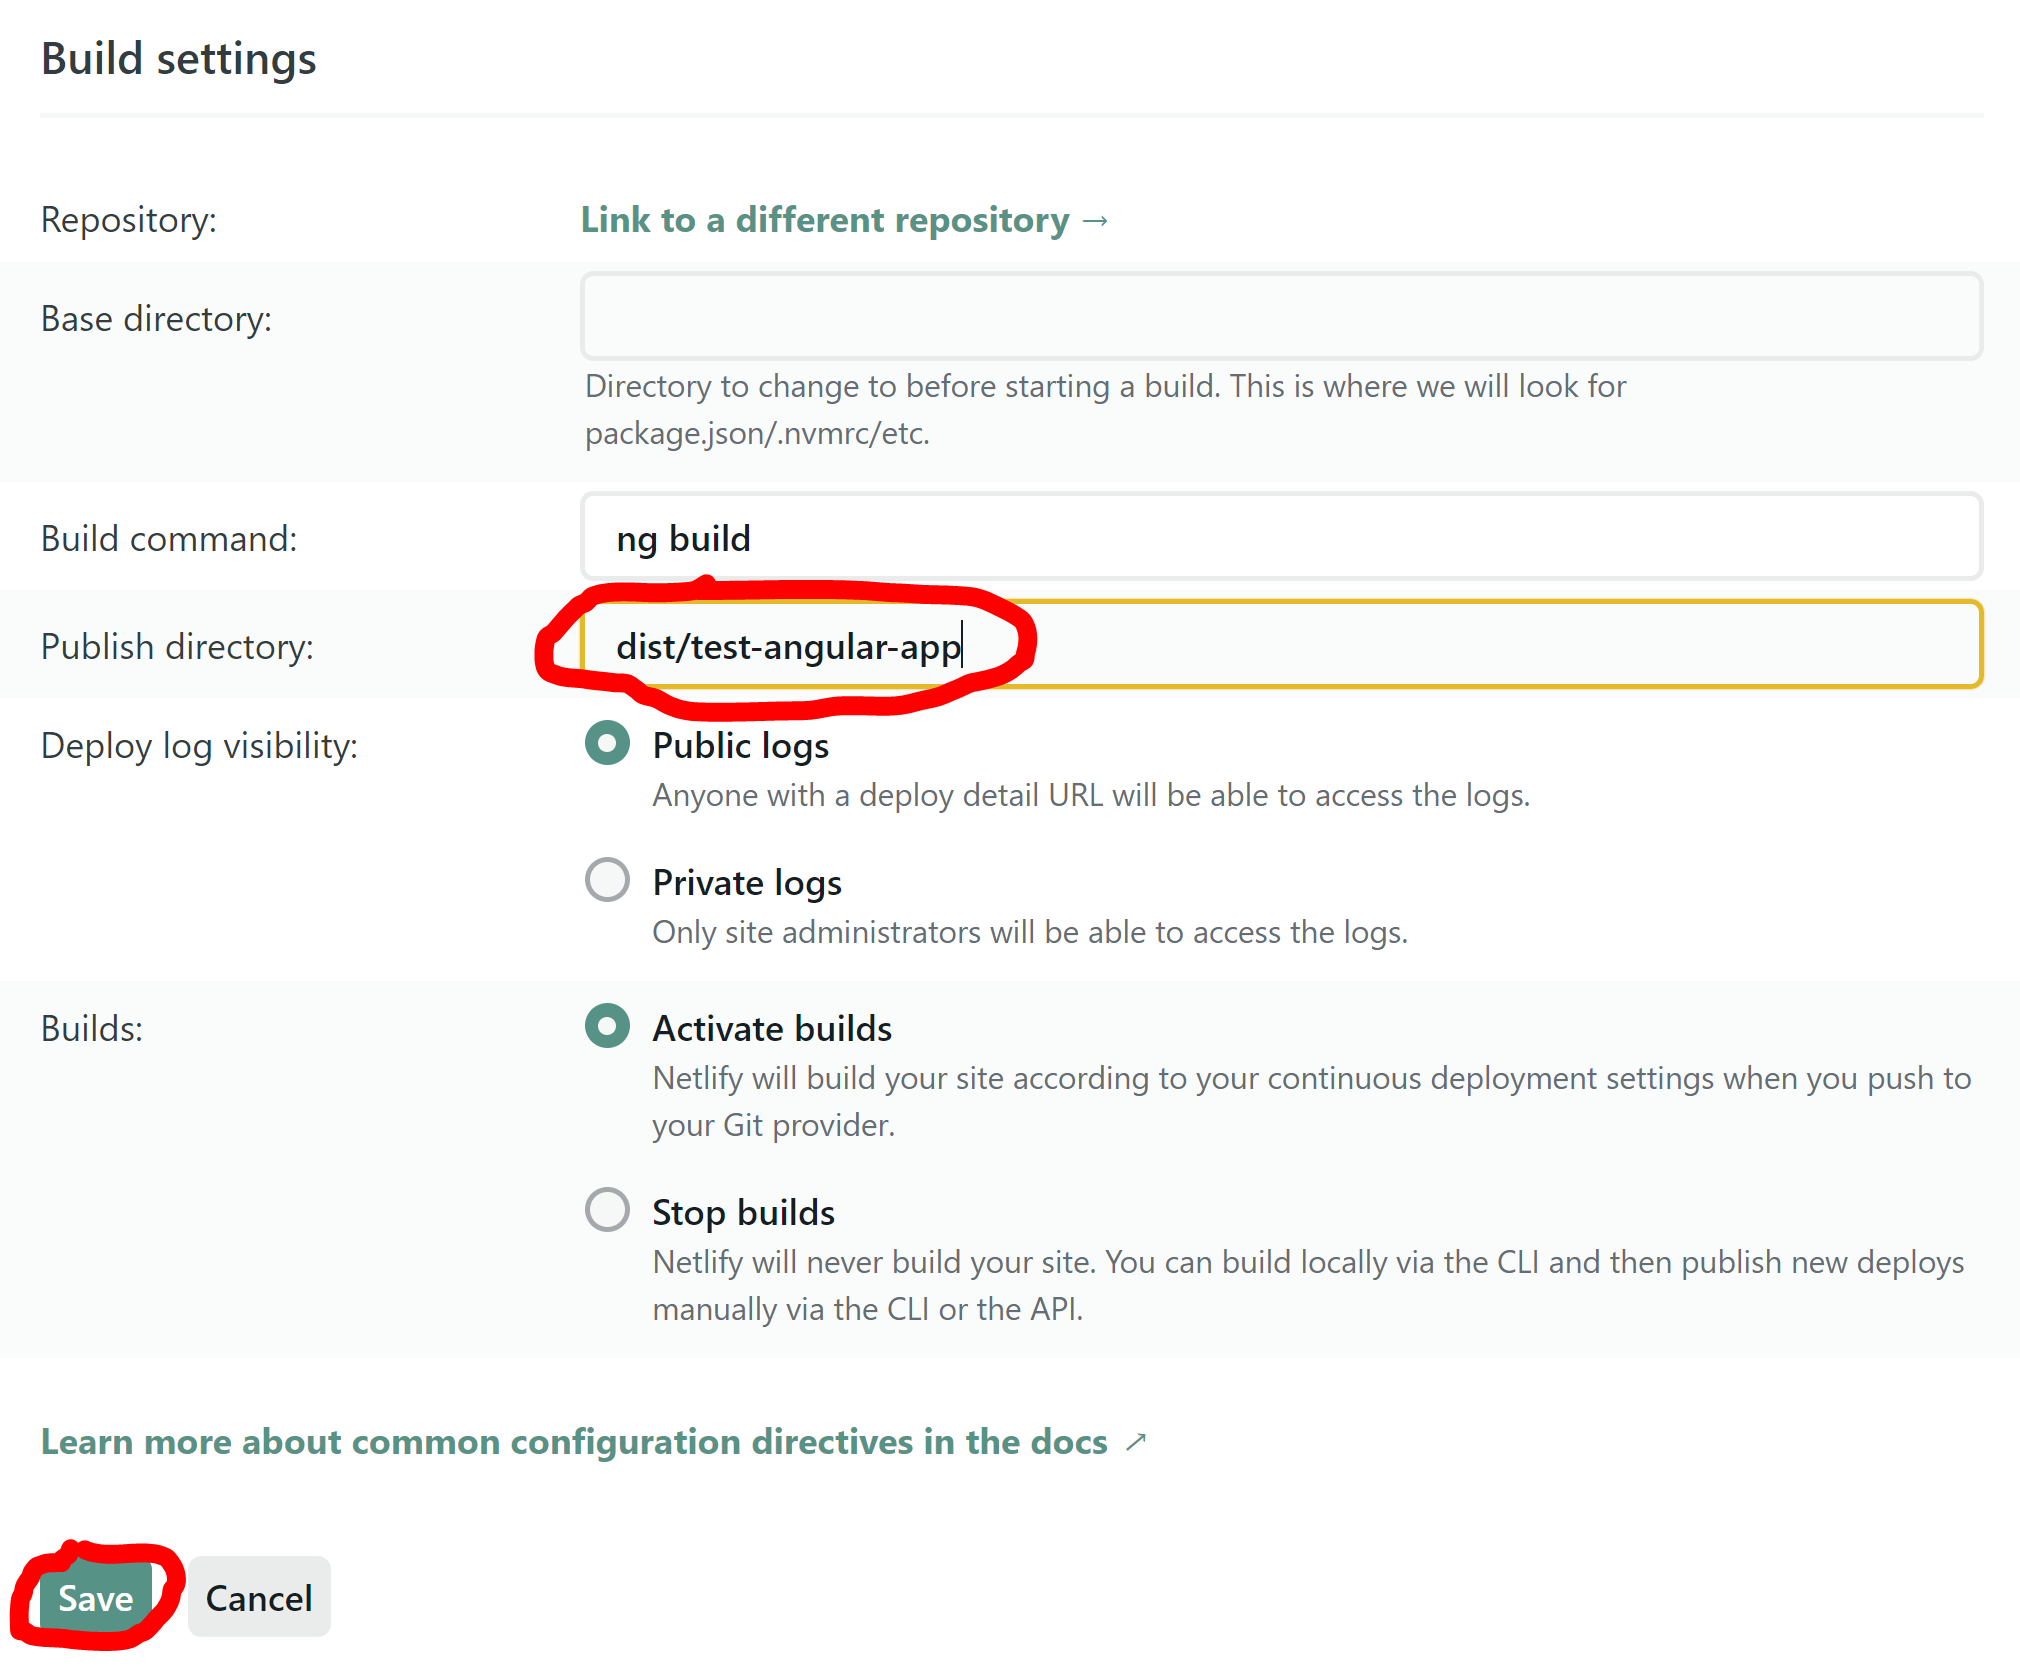 Build settings
Repository:
Link to a different repository →
Base directory:
Directory to change to before starting a build. This is where we will look for
package.json/.nvmrc/etc.
Build command:
ng build
Publish directory:
dist/test-angular-app
Deploy log visibility:
Public logs
Anyone with a deploy detail URL will be able to access the logs.
Private logs
Only site administrators will be able to access the logs.
Builds:
Activate builds
Netlify will build your site according to your continuous deployment settings when you push to
your Git provider.
Stop builds
Netlify will never build your site. You can build locally via the CLI and then publish new deploys
manually via the CLI or the API.
Learn more about common configuration directives in the docs ↗
Save
Cancel